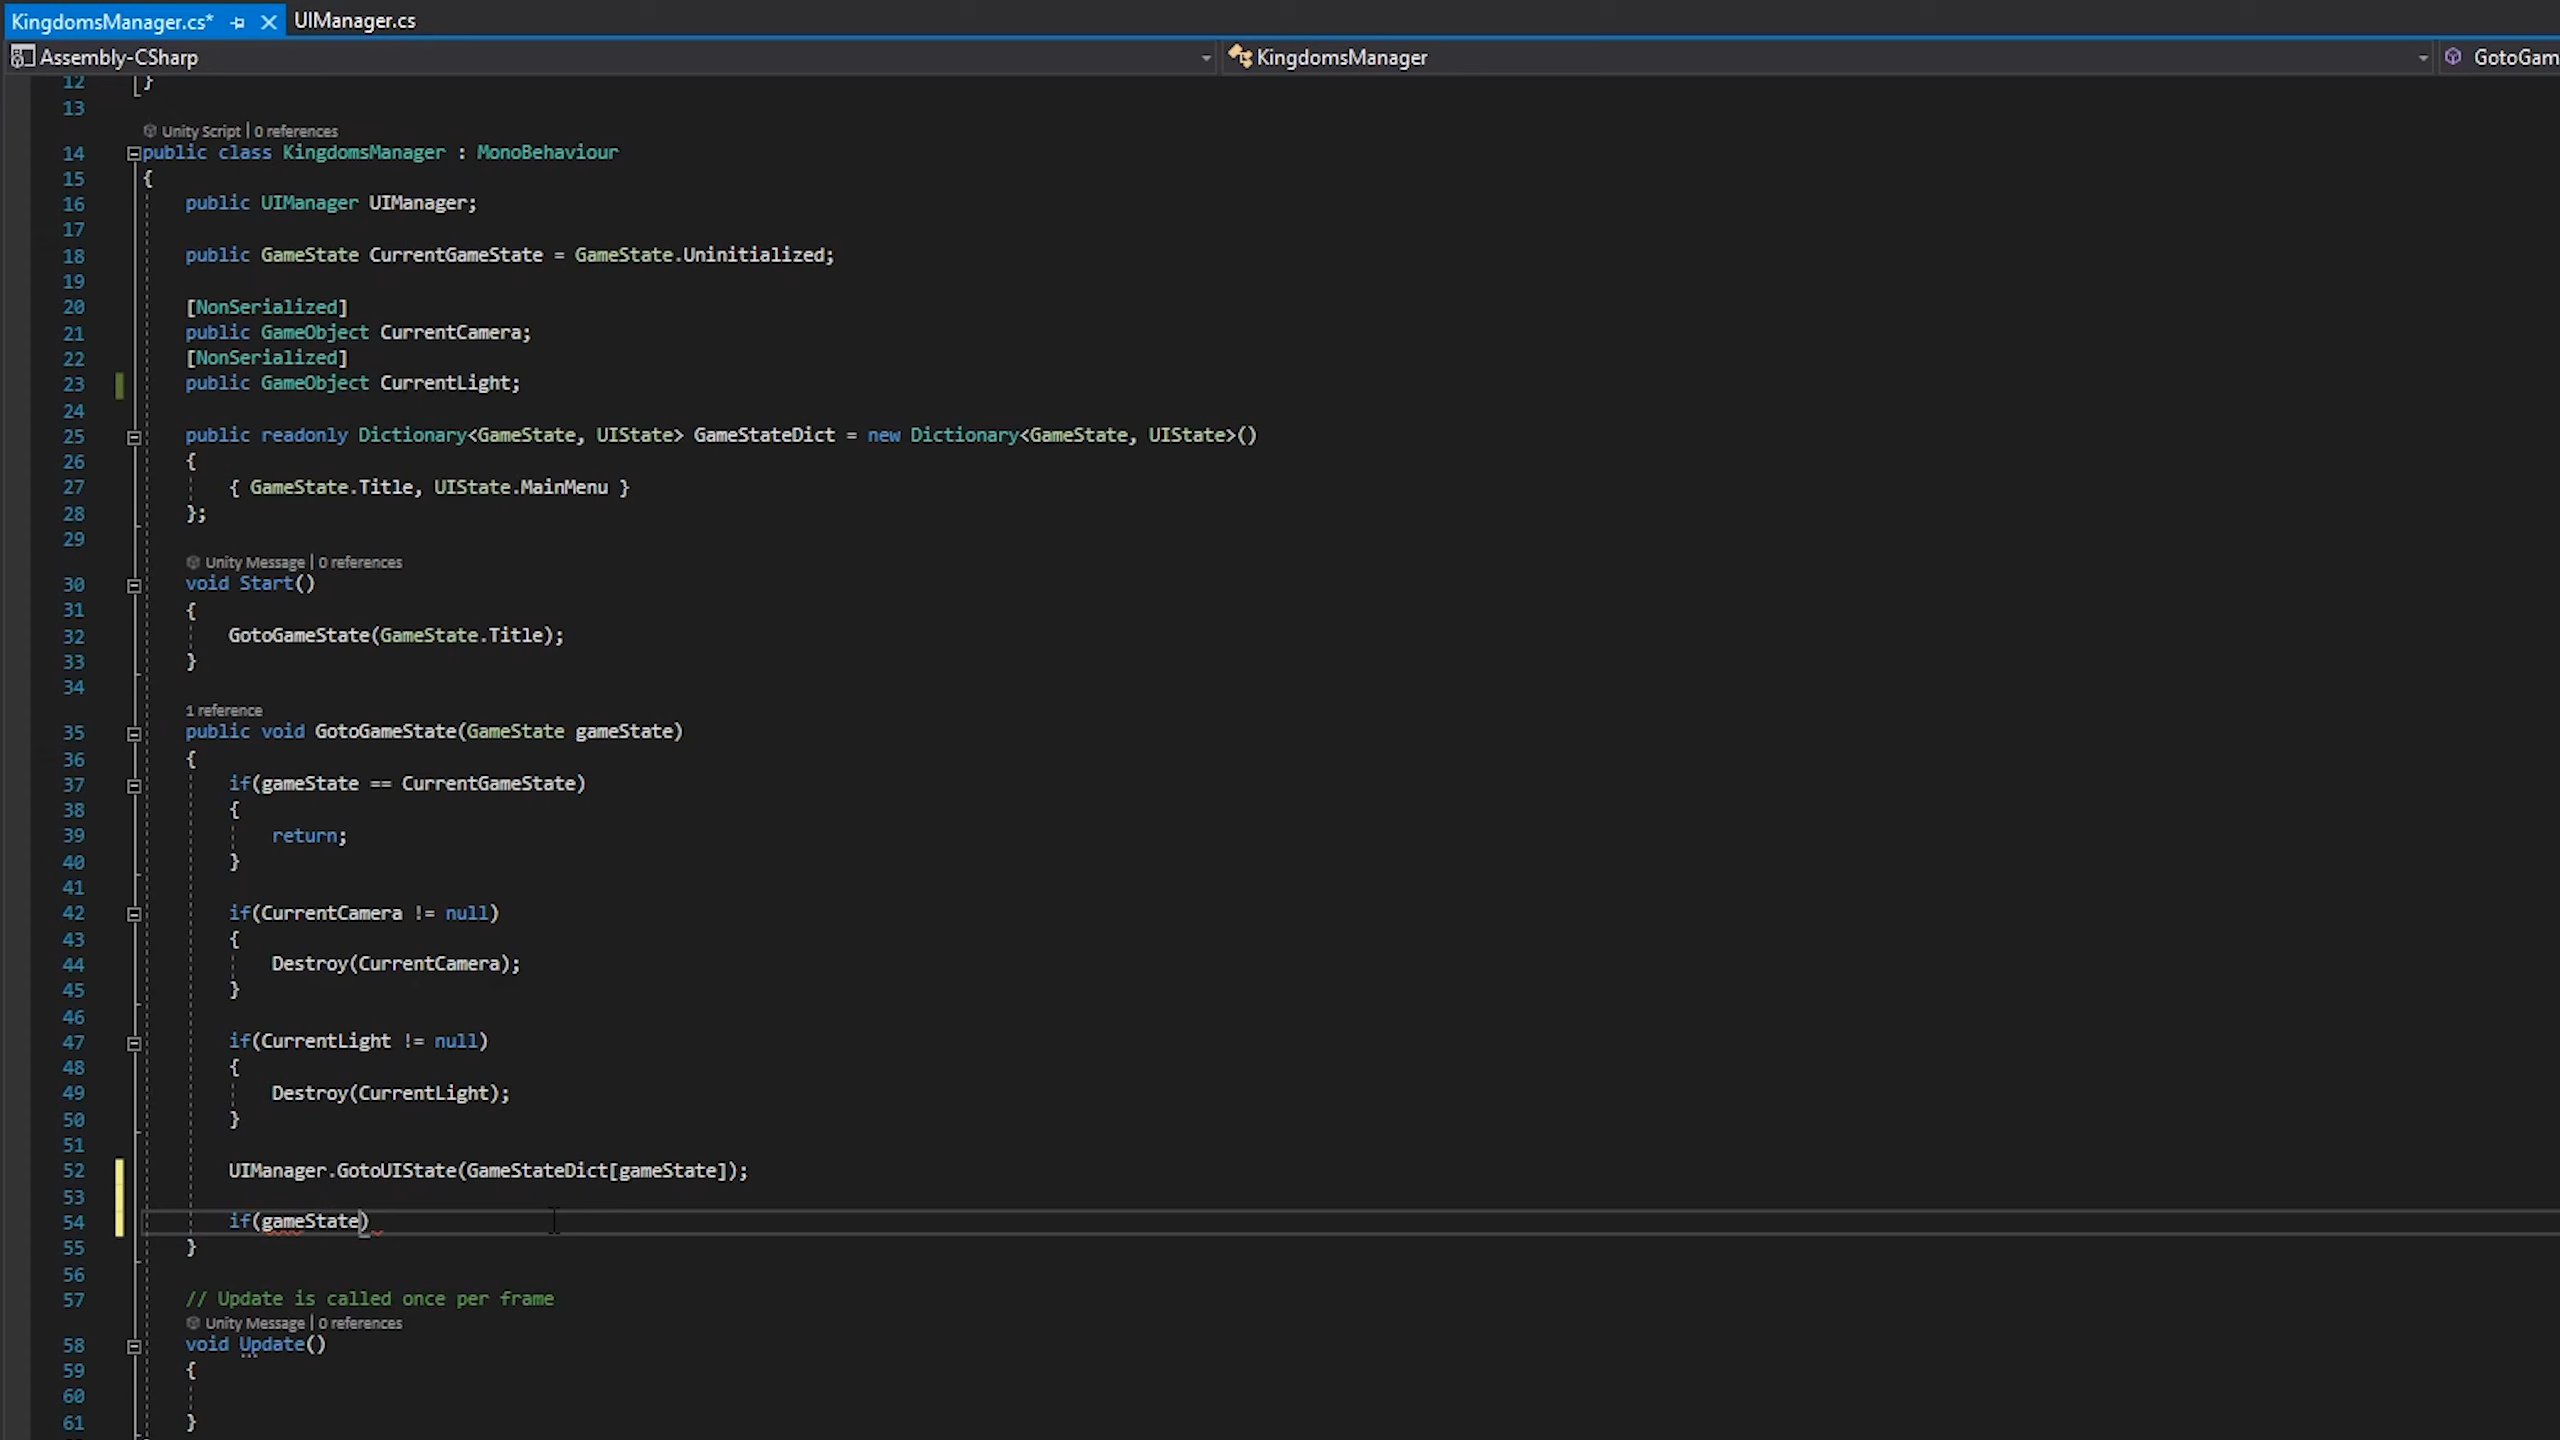 KingdomsManager.cs* UIManager.cs
Assembly-CSharp KingdomsManager GotoGam
12 }
13
Unity Script | 0 references
14 public class KingdomsManager : MonoBehaviour
15 {
16 public UIManager UIManager;
17
18 public GameState CurrentGameState = GameState.Uninitialized;
19
20 [NonSerialized]
21 public GameObject CurrentCamera;
22 [NonSerialized]
23 public GameObject CurrentLight;
24
25 public readonly Dictionary<GameState, UIState> GameStateDict = new Dictionary<GameState, UIState>()
26 {
27 { GameState.Title, UIState.MainMenu }
28 };
29
Unity Message | 0 references
30 void Start()
31 {
32 GotoGameState(GameState.Title);
33 }
34
1 reference
35 public void GotoGameState(GameState gameState)
36 {
37 if(gameState == CurrentGameState)
38 {
39 return;
40 }
41
42 if(CurrentCamera != null)
43 {
44 Destroy(CurrentCamera);
45 }
46
47 if(CurrentLight != null)
48 {
49 Destroy(CurrentLight);
50 }
51
52 UIManager.GotoUIState(GameStateDict[gameState]);
53
54 if(gameState)
55 }
56
57 // Update is called once per frame
Unity Message | 0 references
58 void Update()
59 {
60
61 }